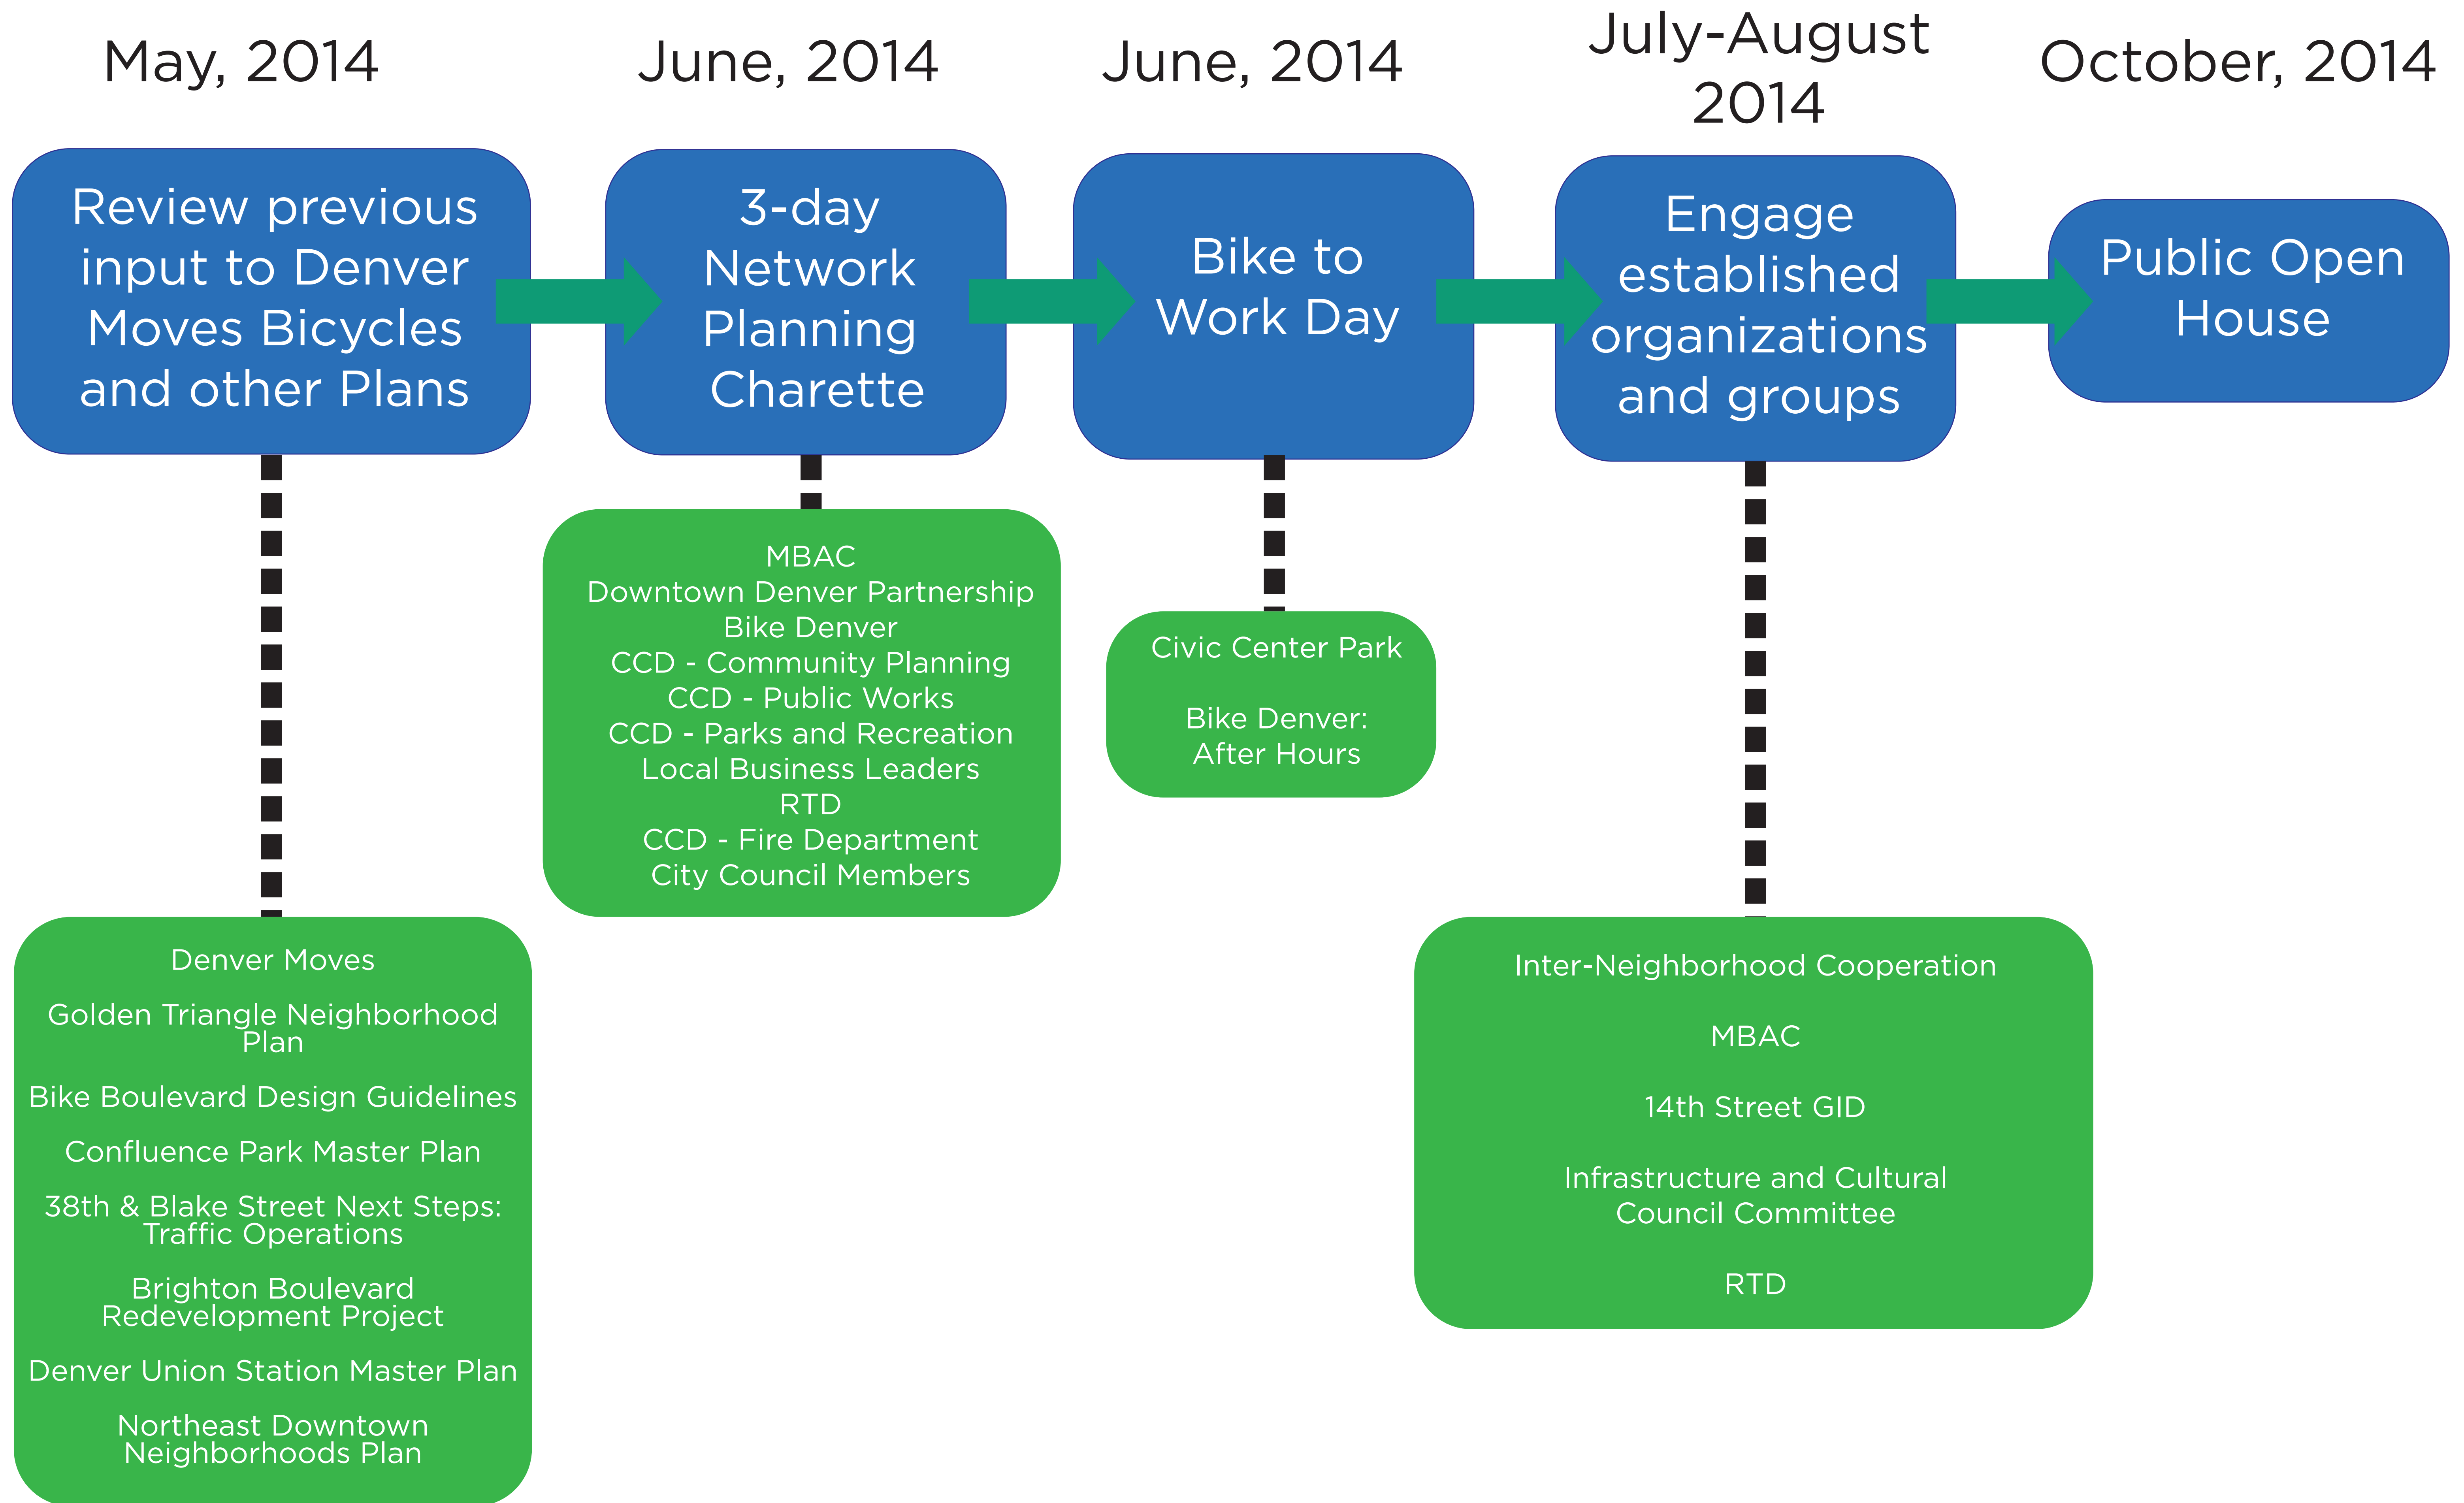 May, 2014
June, 2014
June, 2014
July-August
2014
October, 2014
Review previous
input to Denver
Moves Bicycles
and other Plans
3-day
Network
Planning
Charette
Bike to
Work Day
Engage
established
organizations
and groups
Public Open
House
Denver Moves
Golden Triangle Neighborhood
Plan
Bike Boulevard Design Guidelines
Confluence Park Master Plan
38th & Blake Street Next Steps:
Traffic Operations
Brighton Boulevard
Redevelopment Project
Denver Union Station Master Plan
Northeast Downtown
Neighborhoods Plan
MBAC
Downtown Denver Partnership
Bike Denver
CCD - Community Planning
CCD - Public Works
CCD - Parks and Recreation
Local Business Leaders
RTD
CCD - Fire Department
City Council Members
Civic Center Park
Bike Denver:
After Hours
Inter-Neighborhood Cooperation
MBAC
14th Street GID
Infrastructure and Cultural
Council Committee
RTD